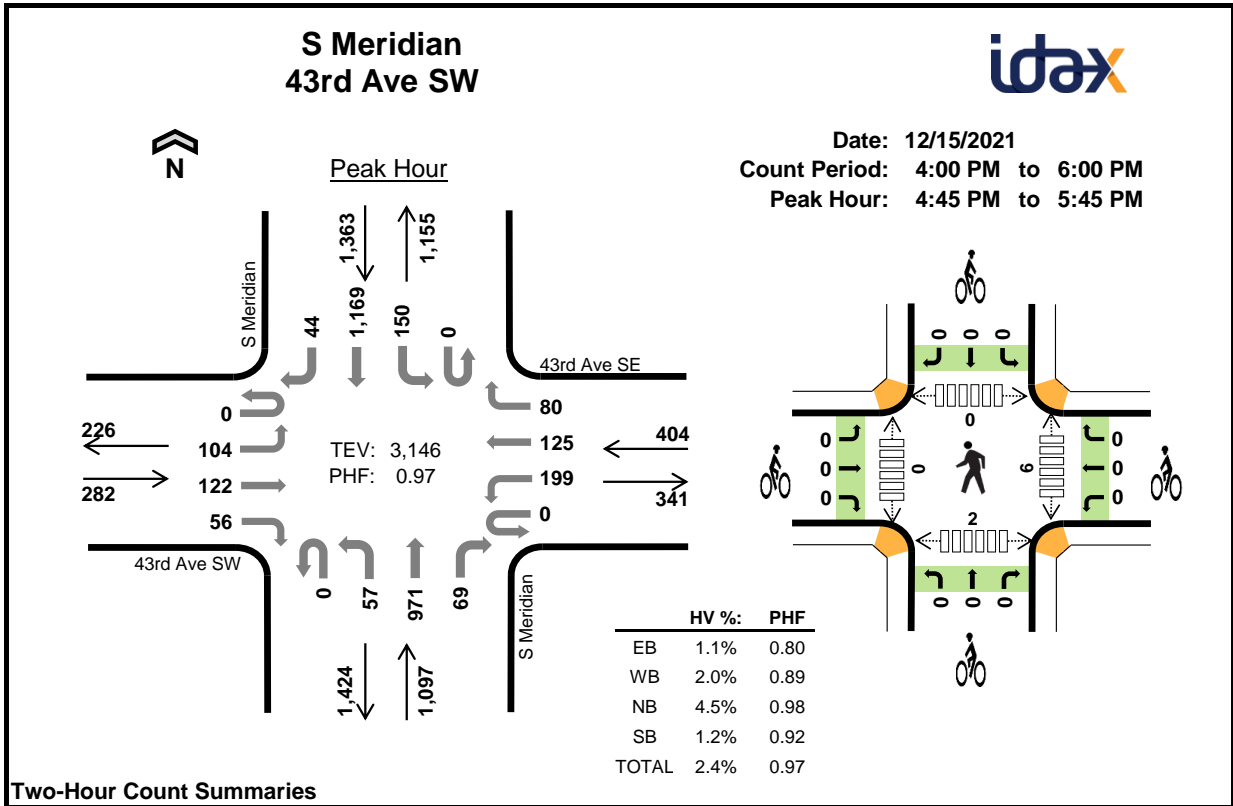 S Meridian
43rd Ave SW
idax
N
Peak Hour
Date: 12/15/2021
Count Period: 4:00 PM to 6:00 PM
Peak Hour: 4:45 PM to 5:45 PM
1,363
1,155
S Meridian
44
1,169
150
0
43rd Ave SE
0
104
122
56
226
282
TEV: 3,146
PHF: 0.97
80
125
199
0
404
341
43rd Ave SW
0
57
971
69
S Meridian
1,424
1,097
0 0 0
0
0
0
0
0
6
0
0
0
2
0 0 0
HV %: PHF
EB 1.1% 0.80
WB 2.0% 0.89
NB 4.5% 0.98
SB 1.2% 0.92
TOTAL 2.4% 0.97
Two-Hour Count Summaries